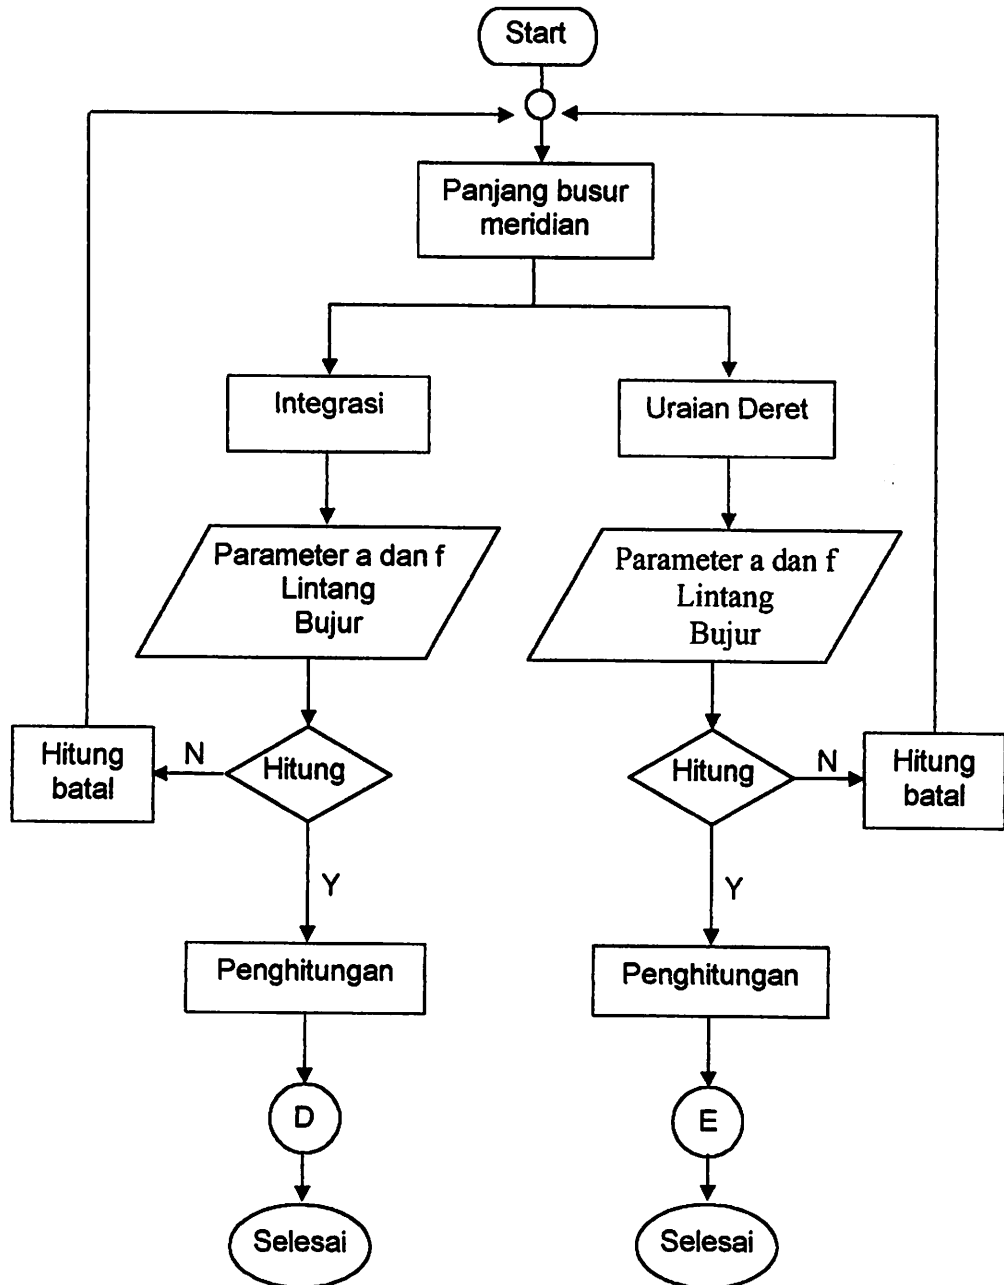 Start
Panjang busur
meridian
Integrasi
Uraian Deret
Parameter a dan f
Lintang
Bujur
Parameter a dan f
Lintang
Bujur
Hitung
batal
N
Hitung
Hitung
N
Hitung
batal
Y
Y
Penghitungan
Penghitungan
D
E
Selesai
Selesai